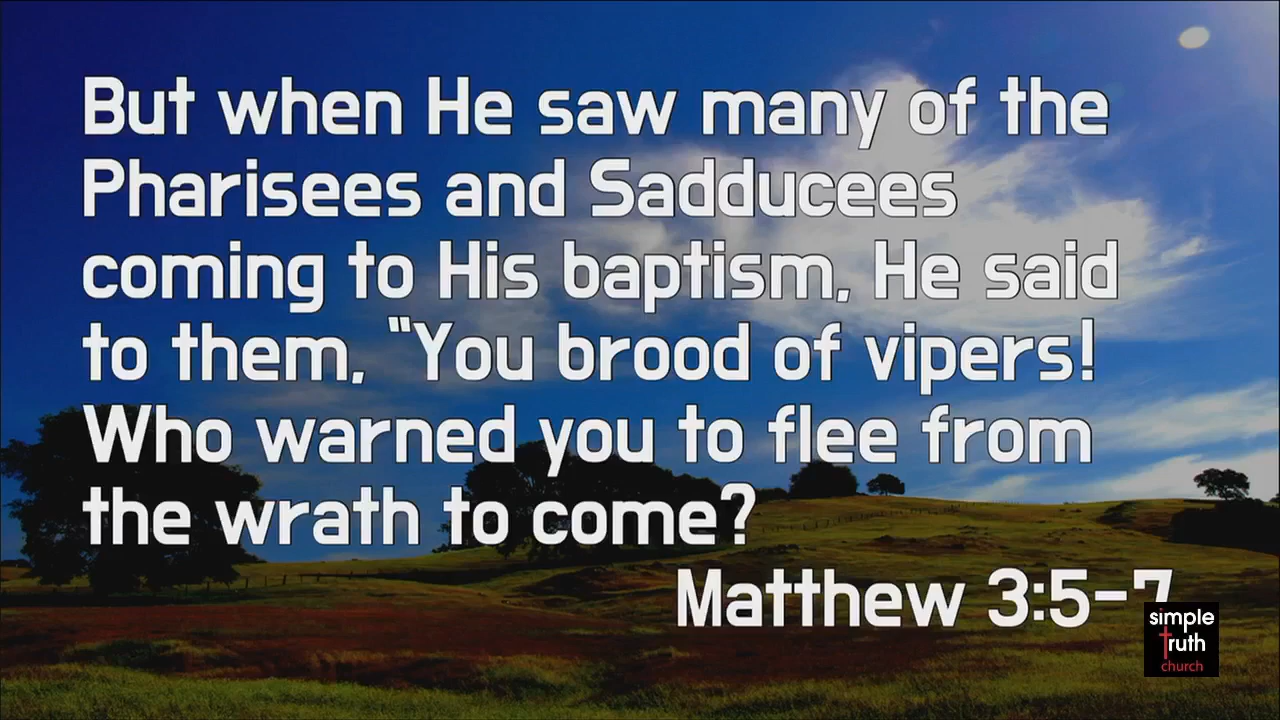 But when He saw many of the
Pharisees and Sadducees
coming to His baptism, He said
to them, "You brood of vipers!
Who warned you to flee from
the wrath to come?
Matthew 3:5-7
simple
truth
church